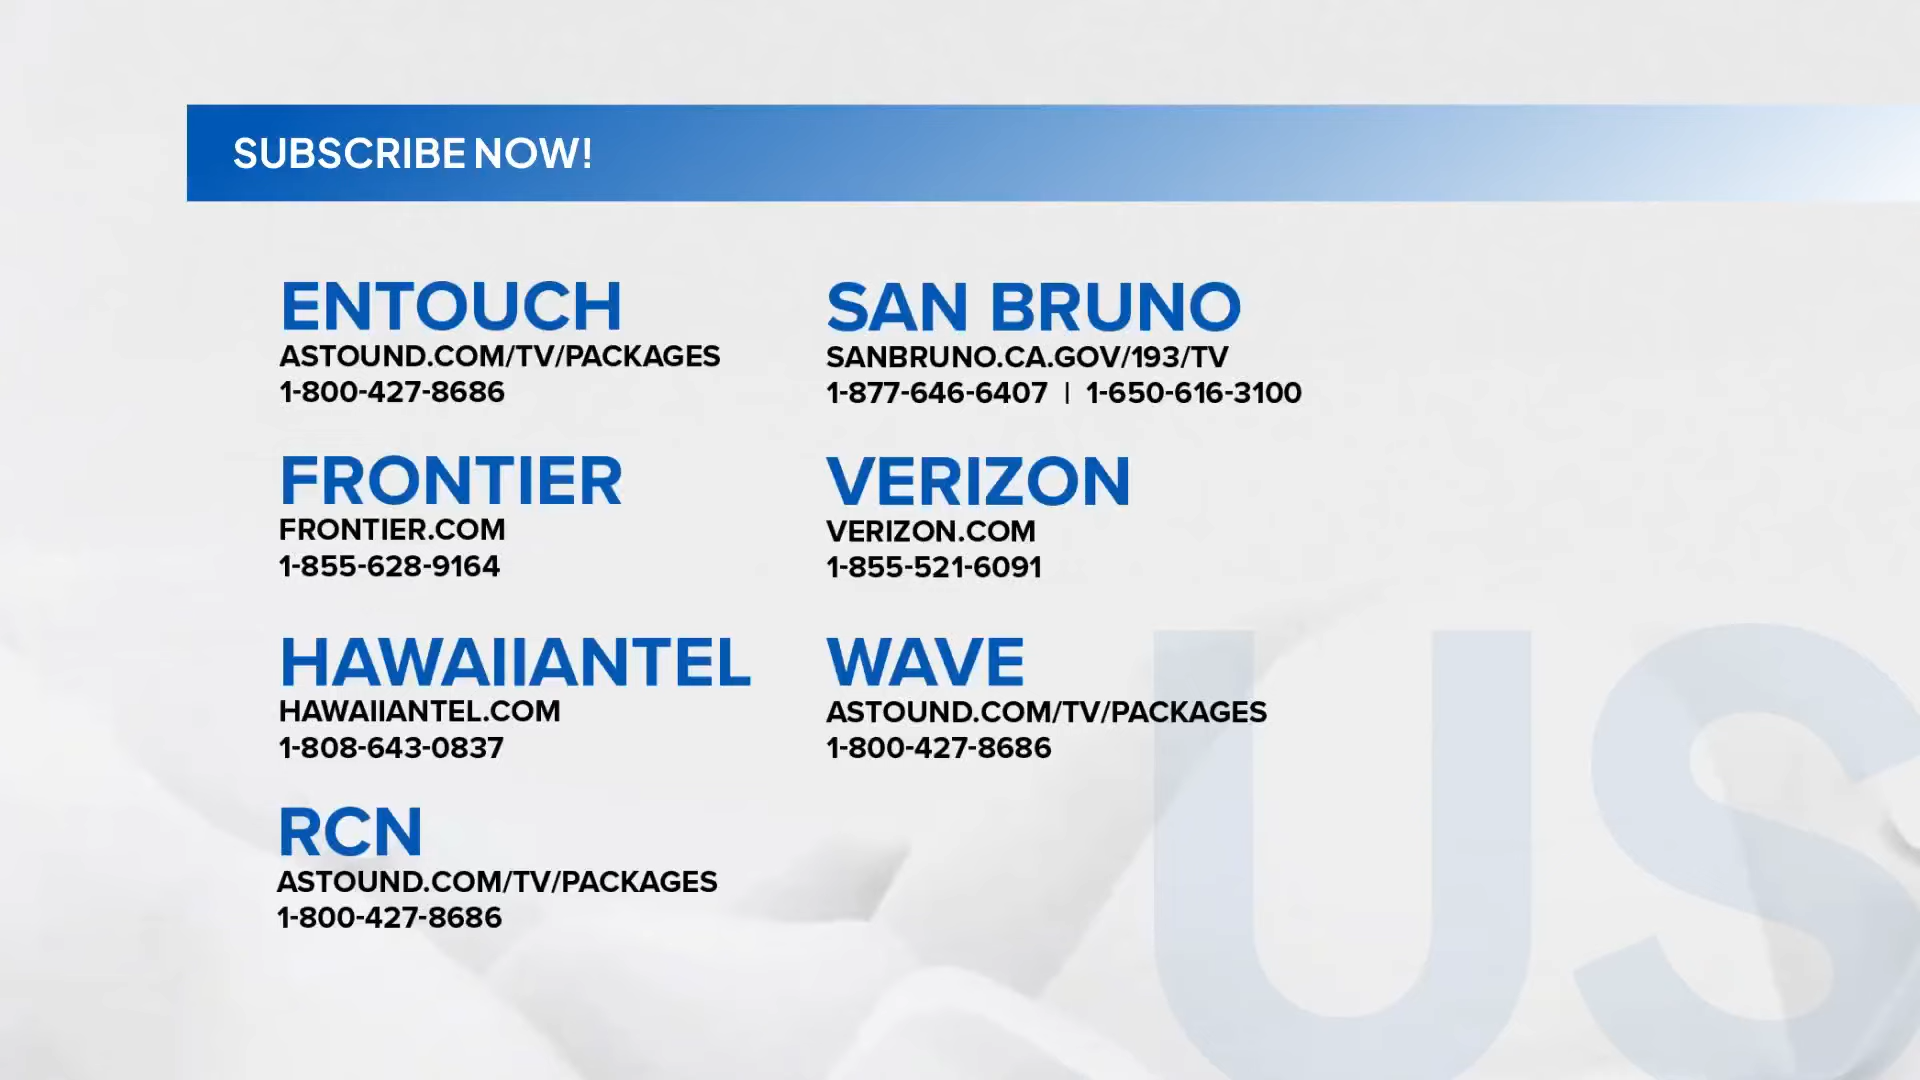 SUBSCRIBE NOW!
ENTOUCH
ASTOUND.COM/TV/PACKAGES
1-800-427-8686
FRONTIER
FRONTIER.COM
1-855-628-9164
HAWAIIANTEL
HAWAIIANTEL.COM
1-808-643-0837
RCN
ASTOUND.COM/TV/PACKAGES
1-800-427-8686
SAN BRUNO
SANBRUNO.CA.GOV/193/TV
1-877-646-6407 | 1-650-616-3100
VERIZON
VERIZON.COM
1-855-521-6091
WAVE
ASTOUND.COM/TV/PACKAGES
1-800-427-8686
US